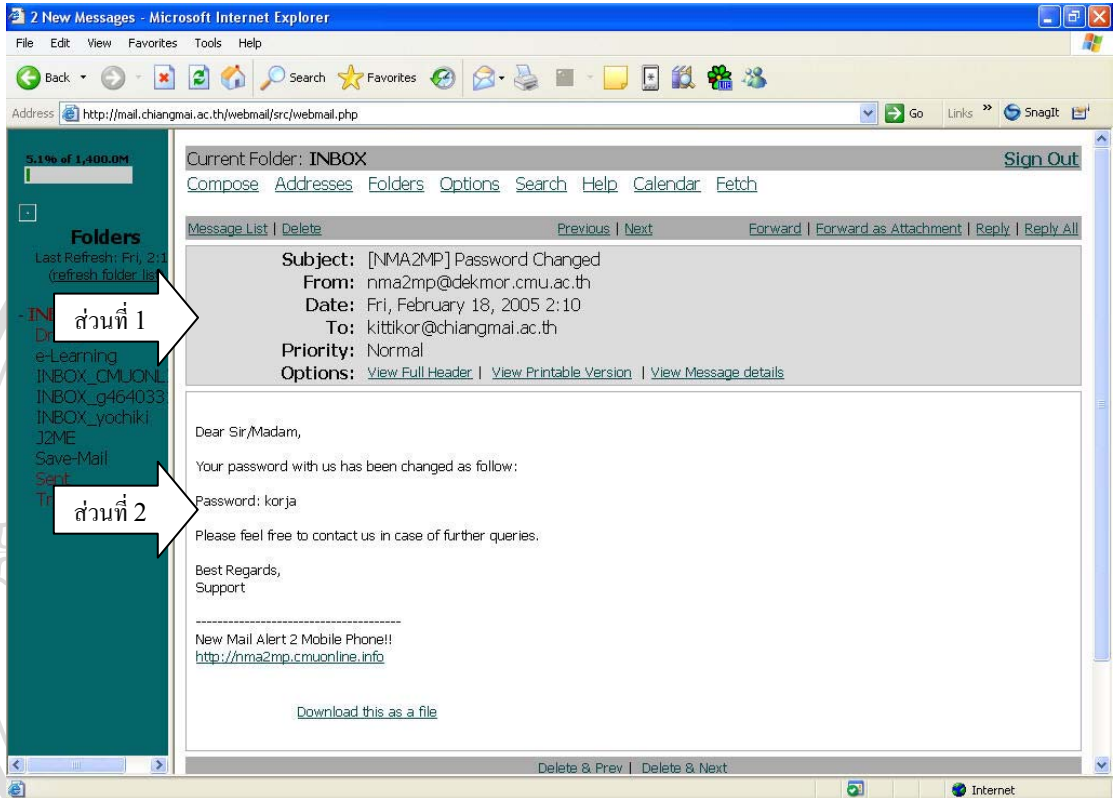 2 New Messages - Microsoft Internet Explorer
File Edit View Favorites Tools Help
Back Search Favorites
Address http://mail.chiangmai.ac.th/webmail/src/webmail.php Go Links » SnagIt
5.1% of 1,400.0M
Current Folder: INBOX Sign Out
Compose Addresses Folders Options Search Help Calendar Fetch
Folders
Last Refresh: Fri, 2:1
(refresh folder lis
Message List | Delete Previous | Next Forward | Forward as Attachment | Reply | Reply All
Subject: [NMA2MP] Password Changed
From: nma2mp@dekmor.cmu.ac.th
Date: Fri, February 18, 2005 2:10
To: kittikor@chiangmai.ac.th
Priority: Normal
Options: View Full Header | View Printable Version | View Message details
ส่วนที่ 1
e-Learning
INBOX_CMUONL
INBOX_g464033
INBOX_yochiki
J2ME
Save-Mail
Sent
ส่วนที่ 2
Dear Sir/Madam,
Your password with us has been changed as follow:
Password: korja
Please feel free to contact us in case of further queries.
Best Regards,
Support
--------------------------------------
New Mail Alert 2 Mobile Phone!!
http://nma2mp.cmuonline.info
Download this as a file
Delete & Prev | Delete & Next
Internet